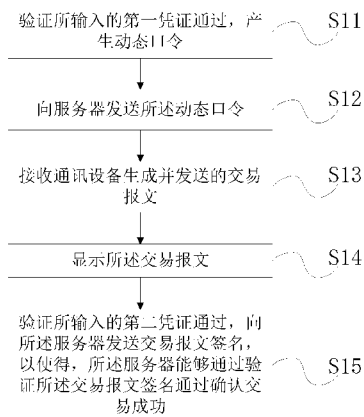 验证所输入的第一凭证通过，产
生动态口令
S11
向服务器发送所述动态口令
S12
接收通讯设备生成并发送的交易
报文
S13
显示所述交易报文
S14
验证所输入的第二凭证通过，向
所述服务器发送交易报文签名，
以使得，所述服务器能够通过验
证所述交易报文签名通过确认交
易成功
S15